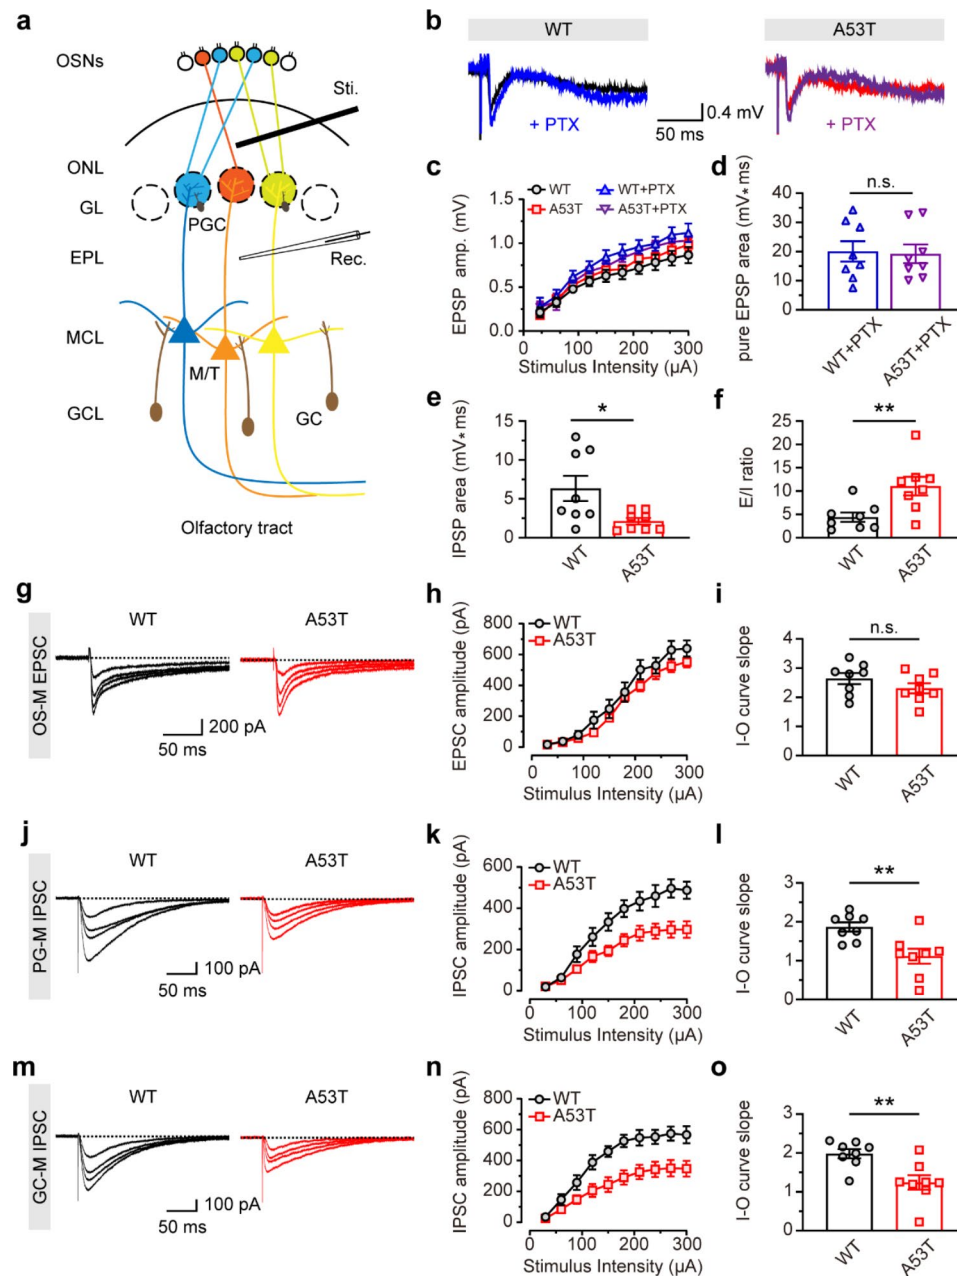 a
OSNs
Sti.
ONL
GL
PGC
EPL
Rec.
MCL
M/T
GCL
GC
Olfactory tract
b
WT
A53T
+ PTX
0.4 mV
50 ms
+ PTX
c
WT
WT+PTX
A53T
A53T+PTX
EPSP amp. (mV)
1.5
1.0
0.5
0.0
0
100
200
300
Stimulus Intensity (µA)
d
n.s.
pure EPSP area (mV*ms)
40
30
20
10
0
WT+PTX
A53T+PTX
e
*
IPSP area (mV*ms)
15
10
5
0
WT
A53T
f
**
E/I ratio
25
20
15
10
5
0
WT
A53T
g
OS-M EPSC
WT
A53T
200 pA
50 ms
h
WT
A53T
EPSC amplitude (pA)
800
600
400
200
0
0
100
200
300
Stimulus Intensity (µA)
i
n.s.
I-O curve slope
4
3
2
1
0
WT
A53T
j
PG-M IPSC
WT
A53T
100 pA
50 ms
k
WT
A53T
IPSC amplitude (pA)
600
400
200
0
0
100
200
300
Stimulus Intensity (µA)
l
**
I-O curve slope
3
2
1
0
WT
A53T
m
GC-M IPSC
WT
A53T
100 pA
50 ms
n
WT
A53T
IPSC amplitude (pA)
800
600
400
200
0
0
100
200
300
Stimulus Intensity (µA)
o
**
I-O curve slope
3
2
1
0
WT
A53T